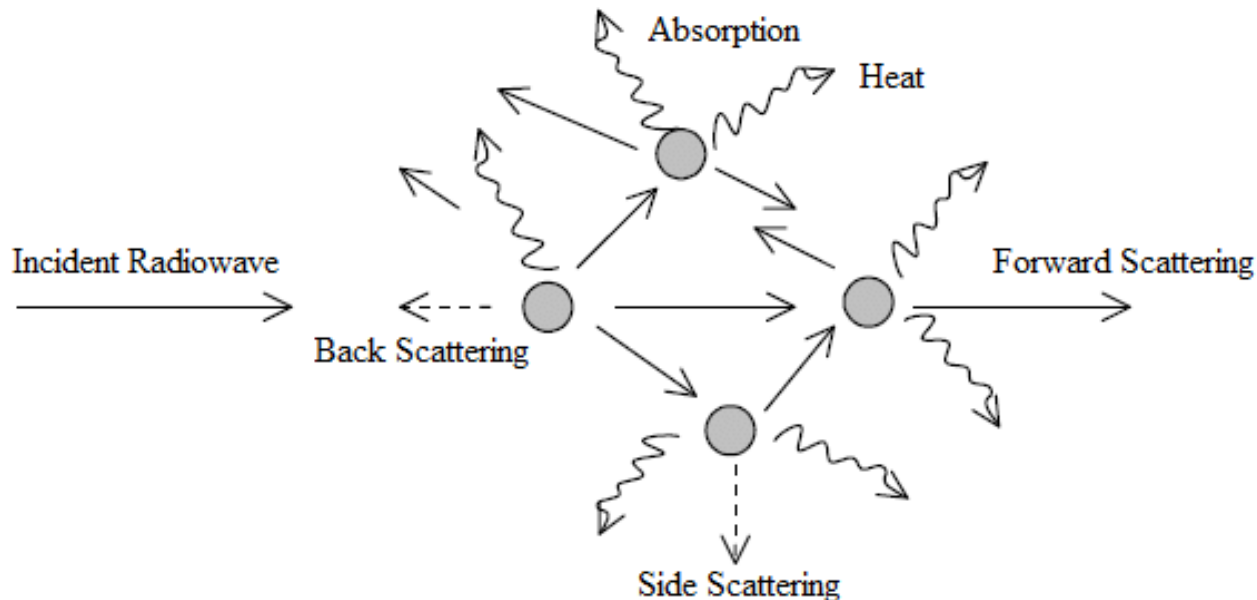 Absorption
Heat
Incident Radiowave
Forward Scattering
Back Scattering
Side Scattering